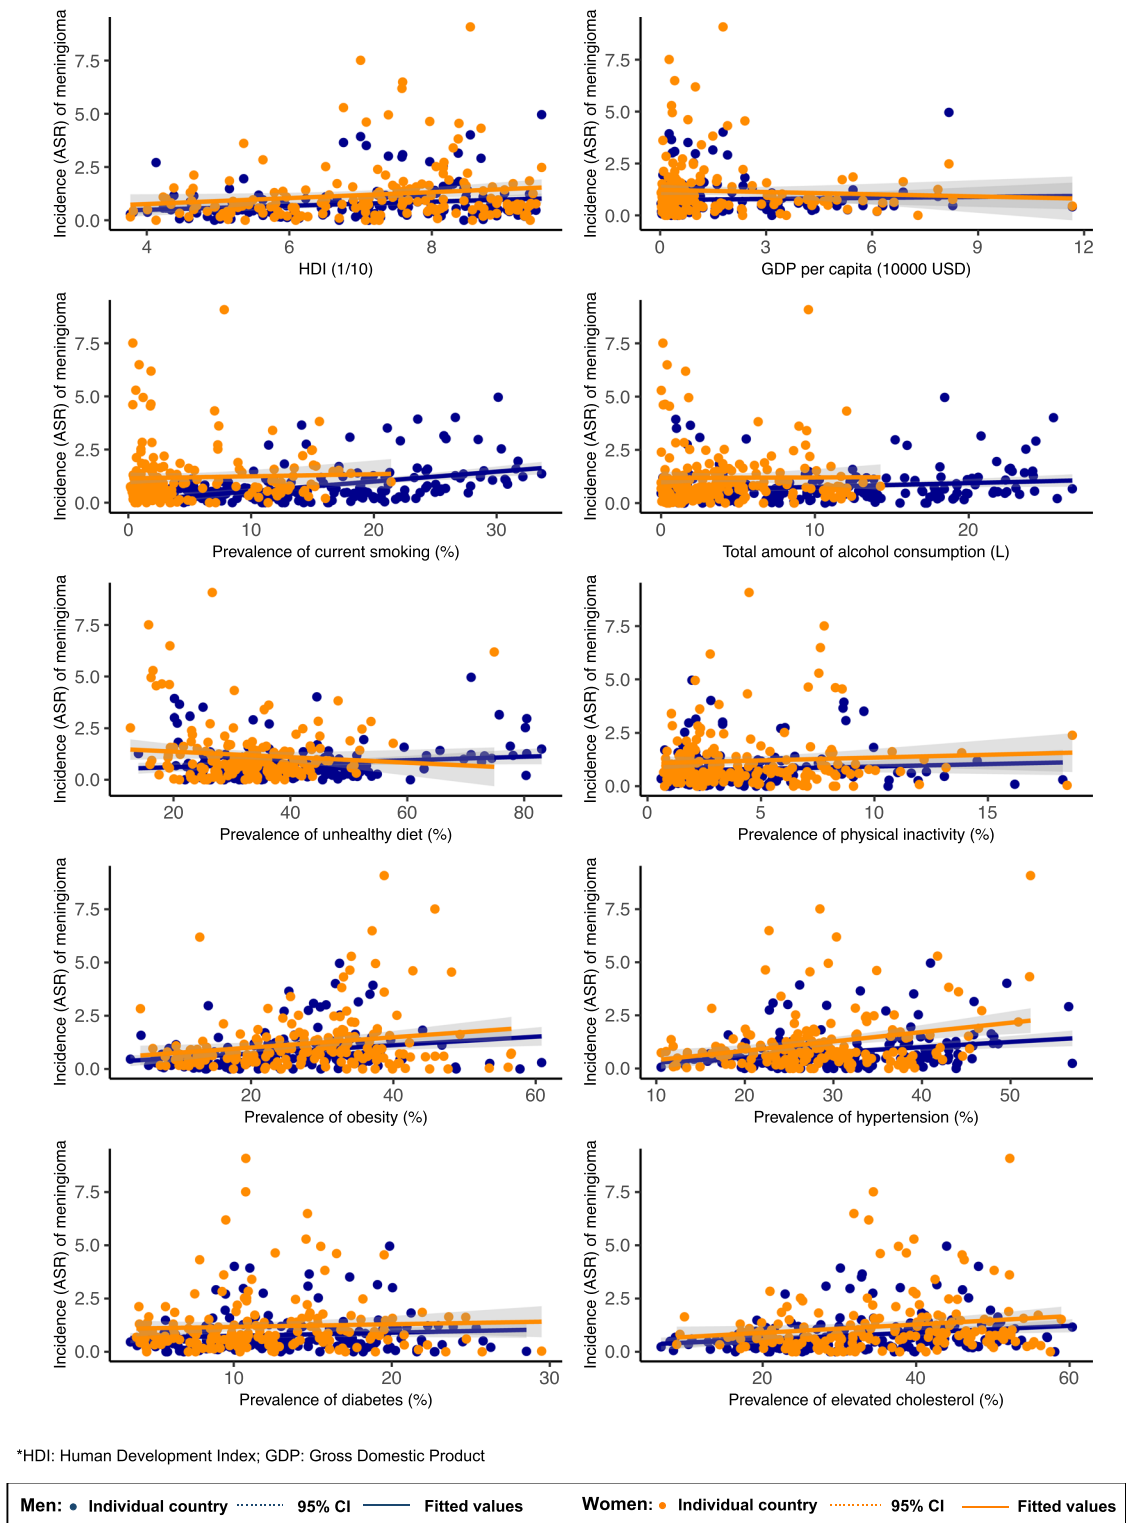 Incidence (ASR) of meningioma
7.5
5.0
2.5
0.0
4 6 8
HDI (1/10)
Incidence (ASR) of meningioma
7.5
5.0
2.5
0.0
0 3 6 9 12
GDP per capita (10000 USD)
Incidence (ASR) of meningioma
7.5
5.0
2.5
0.0
0 10 20 30
Prevalence of current smoking (%)
Incidence (ASR) of meningioma
7.5
5.0
2.5
0.0
0 10 20
Total amount of alcohol consumption (L)
Incidence (ASR) of meningioma
7.5
5.0
2.5
0.0
20 40 60 80
Prevalence of unhealthy diet (%)
Incidence (ASR) of meningioma
7.5
5.0
2.5
0.0
0 5 10 15
Prevalence of physical inactivity (%)
Incidence (ASR) of meningioma
7.5
5.0
2.5
0.0
20 40 60
Prevalence of obesity (%)
Incidence (ASR) of meningioma
7.5
5.0
2.5
0.0
10 20 30 40 50
Prevalence of hypertension (%)
Incidence (ASR) of meningioma
7.5
5.0
2.5
0.0
10 20 30
Prevalence of diabetes (%)
Incidence (ASR) of meningioma
7.5
5.0
2.5
0.0
20 40 60
Prevalence of elevated cholesterol (%)
*HDI: Human Development Index; GDP: Gross Domestic Product
Men: Individual country 95% CI Fitted values Women: Individual country 95% CI Fitted values